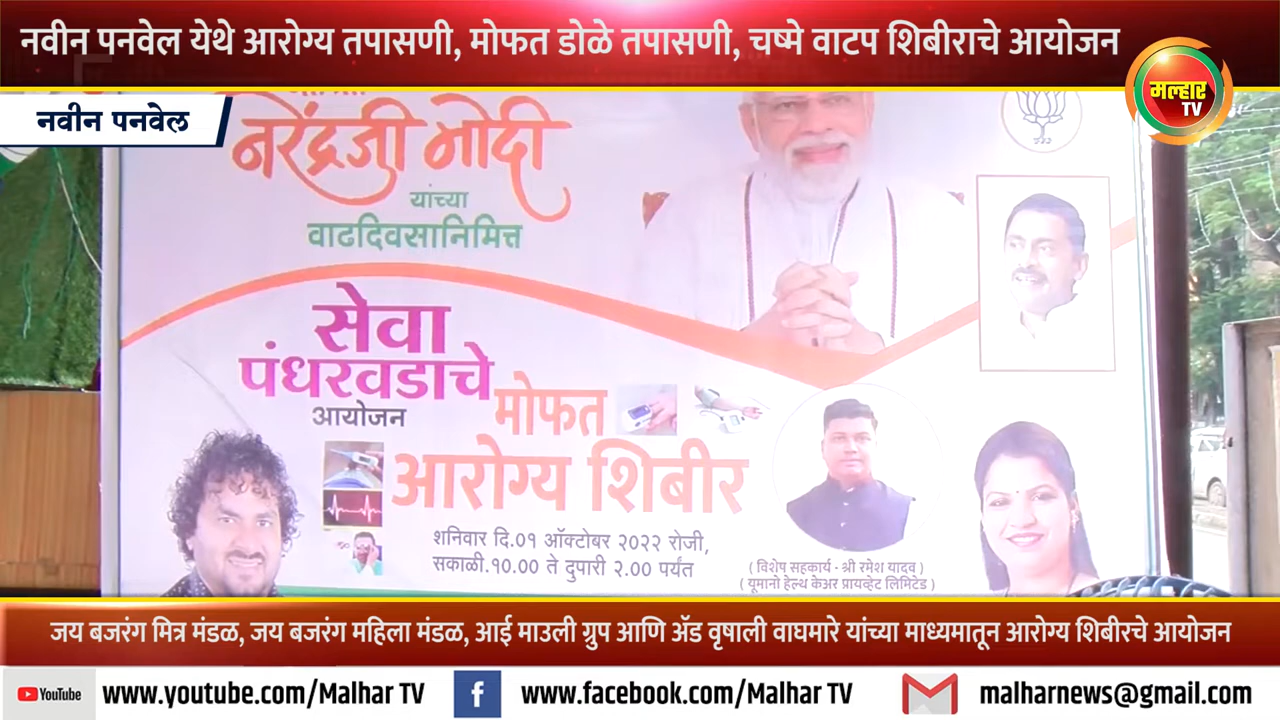 नवीन पनवेल येथे आरोग्य तपासणी, मोफत डोळे तपासणी, चष्मे वाटप शिबीराचे आयोजन
मल्हार
TV
नवीन पनवेल
नरेंद्रजी मोदी
यांच्या
वाढदिवसानिमित्त
सेवा
पंधरवडाचे
आयोजन
मोफत
आरोग्य शिबीर
शनिवार दि.०१ ऑक्टोबर २०२२ रोजी,
सकाळी.१०.०० ते दुपारी २.०० पर्यंत
( विशेष सहकार्य - श्री रमेश यादव )
( यूमानो हेल्थ केअर प्रायव्हेट लिमिटेड )
जय बजरंग मित्र मंडळ, जय बजरंग महिला मंडळ, आई माउली ग्रुप आणि ॲड वृषाली वाघमारे यांच्या माध्यमातून आरोग्य शिबीरचे आयोजन
YouTube www.youtube.com/Malhar TV
f www.facebook.com/Malhar TV
malharnews@gmail.com